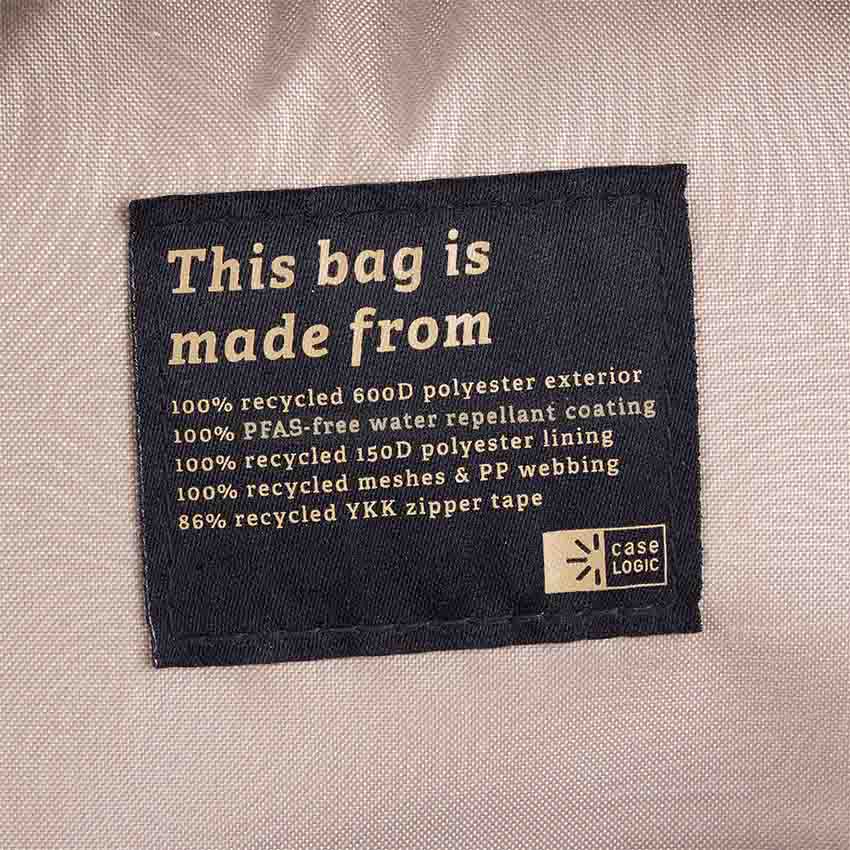 This bag is
made from
100% recycled 600D polyester exterior
100% PFAS-free water repellant coating
100% recycled 150D polyester lining
100% recycled meshes & PP webbing
86% recycled YKK zipper tape
case
LOGIC